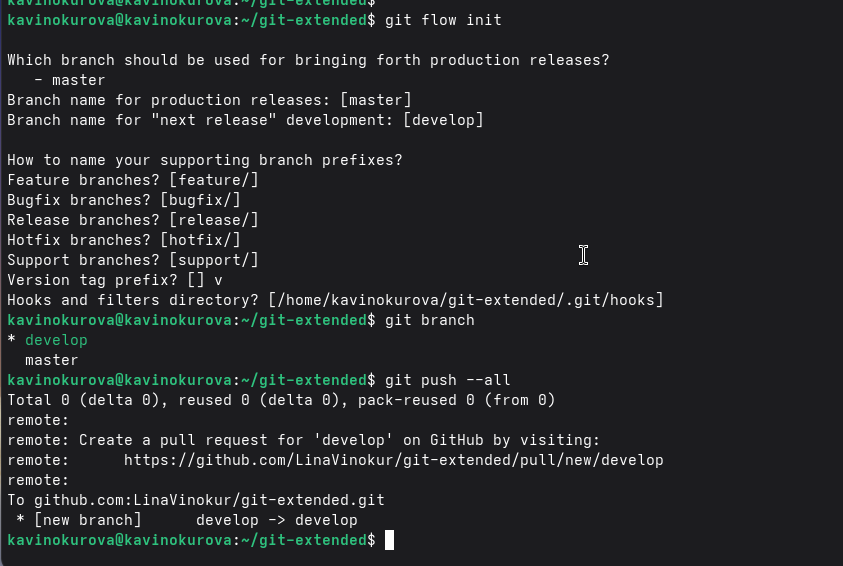 kavinokurova@kavinokurova:~/git-extended$
kavinokurova@kavinokurova:~/git-extended$ git flow init

Which branch should be used for bringing forth production releases?
   - master
Branch name for production releases: [master]
Branch name for "next release" development: [develop]

How to name your supporting branch prefixes?
Feature branches? [feature/]
Bugfix branches? [bugfix/]
Release branches? [release/]
Hotfix branches? [hotfix/]
Support branches? [support/]
Version tag prefix? [] v
Hooks and filters directory? [/home/kavinokurova/git-extended/.git/hooks]
kavinokurova@kavinokurova:~/git-extended$ git branch
* develop
  master
kavinokurova@kavinokurova:~/git-extended$ git push --all
Total 0 (delta 0), reused 0 (delta 0), pack-reused 0 (from 0)
remote:
remote: Create a pull request for 'develop' on GitHub by visiting:
remote:      https://github.com/LinaVinokur/git-extended/pull/new/develop
remote:
To github.com:LinaVinokur/git-extended.git
 * [new branch]      develop -> develop
kavinokurova@kavinokurova:~/git-extended$